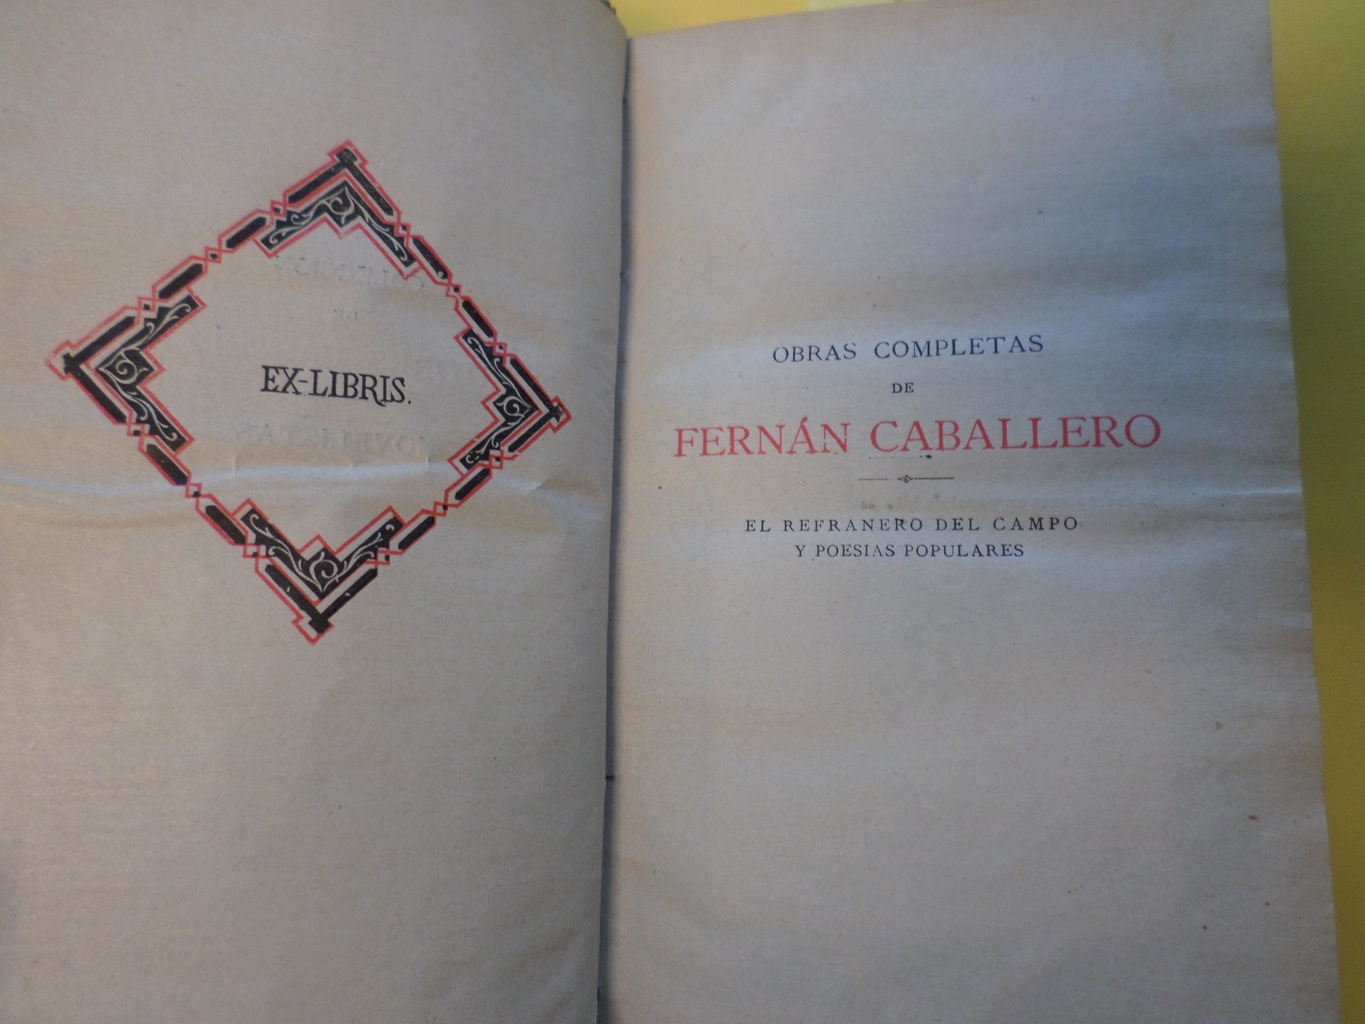 EX-LIBRIS.
OBRAS COMPLETAS
DE
FERNÁN CABALLERO
EL REFRANERO DEL CAMPO
Y POESIAS POPULARES